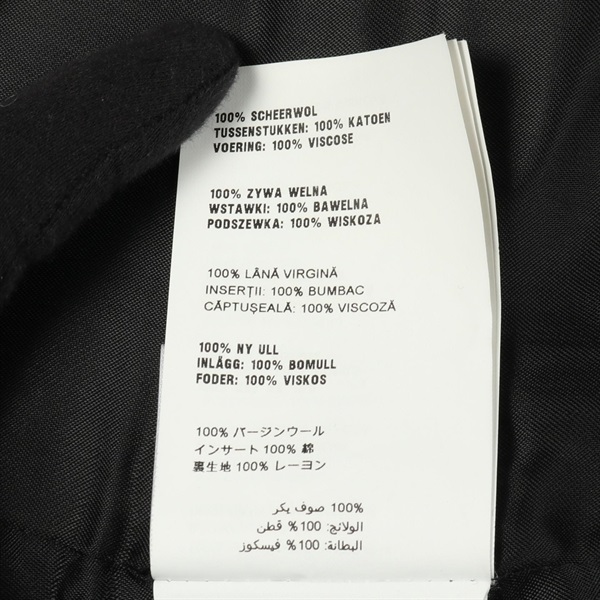 100% SCHEERWOL
TUSSENSTUKKEN: 100% KATOEN
VOERING: 100% VISCOSE
100% ZYWA WELNA
WSTAWKI: 100% BAWELNA
PODSZEWKA: 100% WISKOZA
100% LÂNĂ VIRGINĂ
INSERȚII: 100% BUMBAC
CĂPTUȘEALĂ: 100% VISCOZĂ
100% NY ULL
INLÄGG: 100% BOMULL
FODER: 100% VISKOS
100% バージンウール
インサート 100% 綿
裏生地 100% レーヨン
100% صوف بكر
الولائج: 100% قطن
البطانة: 100% فيسكوز